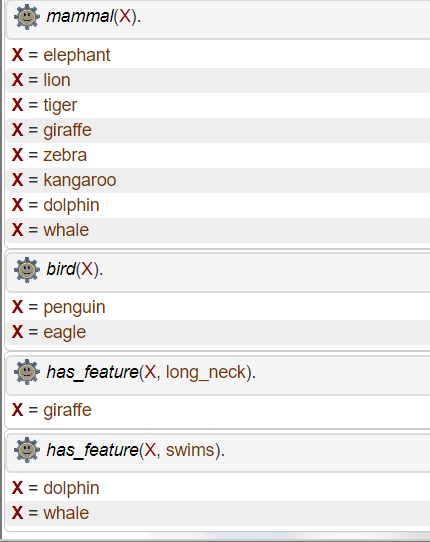 mammal(X).
X = elephant
X = lion
X = tiger
X = giraffe
X = zebra
X = kangaroo
X = dolphin
X = whale
bird(X).
X = penguin
X = eagle
has_feature(X, long_neck).
X = giraffe
has_feature(X, swims).
X = dolphin
X = whale